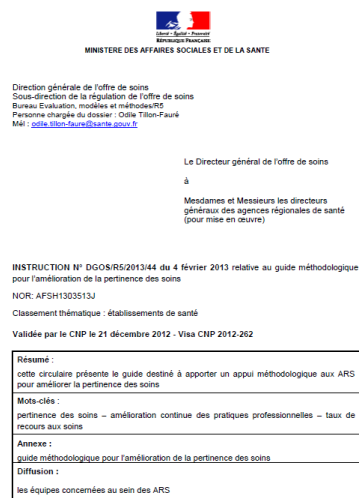 Liberté • Égalité • Fraternité
RÉPUBLIQUE FRANÇAISE
MINISTERE DES AFFAIRES SOCIALES ET DE LA SANTE
Direction générale de l'offre de soins
Sous-direction de la régulation de l'offre de soins
Bureau Evaluation, modèles et méthodes/R5
Personne chargée du dossier : Odile Tillon-Fauré
Mél : odile.tillon-faure@sante.gouv.fr
Le Directeur général de l'offre de soins
à
Mesdames et Messieurs les directeurs
généraux des agences régionales de santé
(pour mise en œuvre)
INSTRUCTION N° DGOS/R5/2013/44 du 4 février 2013 relative au guide méthodologique
pour l'amélioration de la pertinence des soins
NOR: AFSH1303513J
Classement thématique : établissements de santé
Validée par le CNP le 21 décembre 2012 - Visa CNP 2012-262
Résumé :
cette circulaire présente le guide destiné à apporter un appui méthodologique aux ARS
pour améliorer la pertinence des soins
Mots-clés :
pertinence des soins – amélioration continue des pratiques professionnelles – taux de
recours aux soins
Annexe :
guide méthodologique pour l'amélioration de la pertinence des soins
Diffusion :
les équipes concernées au sein des ARS